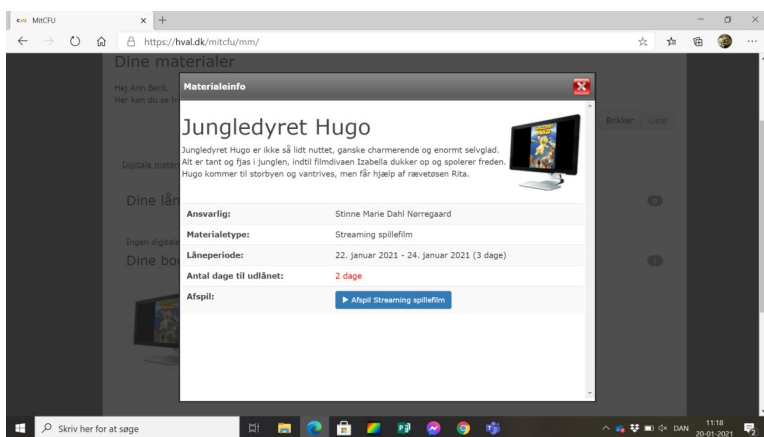 MitCFU
https://hval.dk/mitcfu/mm/
Dine materialer
Hej Ann Berit.
Her kan du se
Brikker Liste
Digitale mater
Dine lån
0
Ingen digitale
Dine bo
Materialeinfo
Jungledyret Hugo
Jungledyret Hugo er ikke så lidt nuttet, ganske charmerende og enormt selvglad.
Alt er tant og fjas i junglen, indtil filmdivaen Izabella dukker op og spolerer freden.
Hugo kommer til storbyen og vantrives, men får hjælp af rævetøsen Rita.
Ansvarlig: Stinne Marie Dahl Nørregaard
Materialetype: Streaming spillefilm
Låneperiode: 22. januar 2021 - 24. januar 2021 (3 dage)
Antal dage til udlånet: 2 dage
Afspil: Afspil Streaming spillefilm
Skriv her for at søge
DAN
11:18
20-01-2021